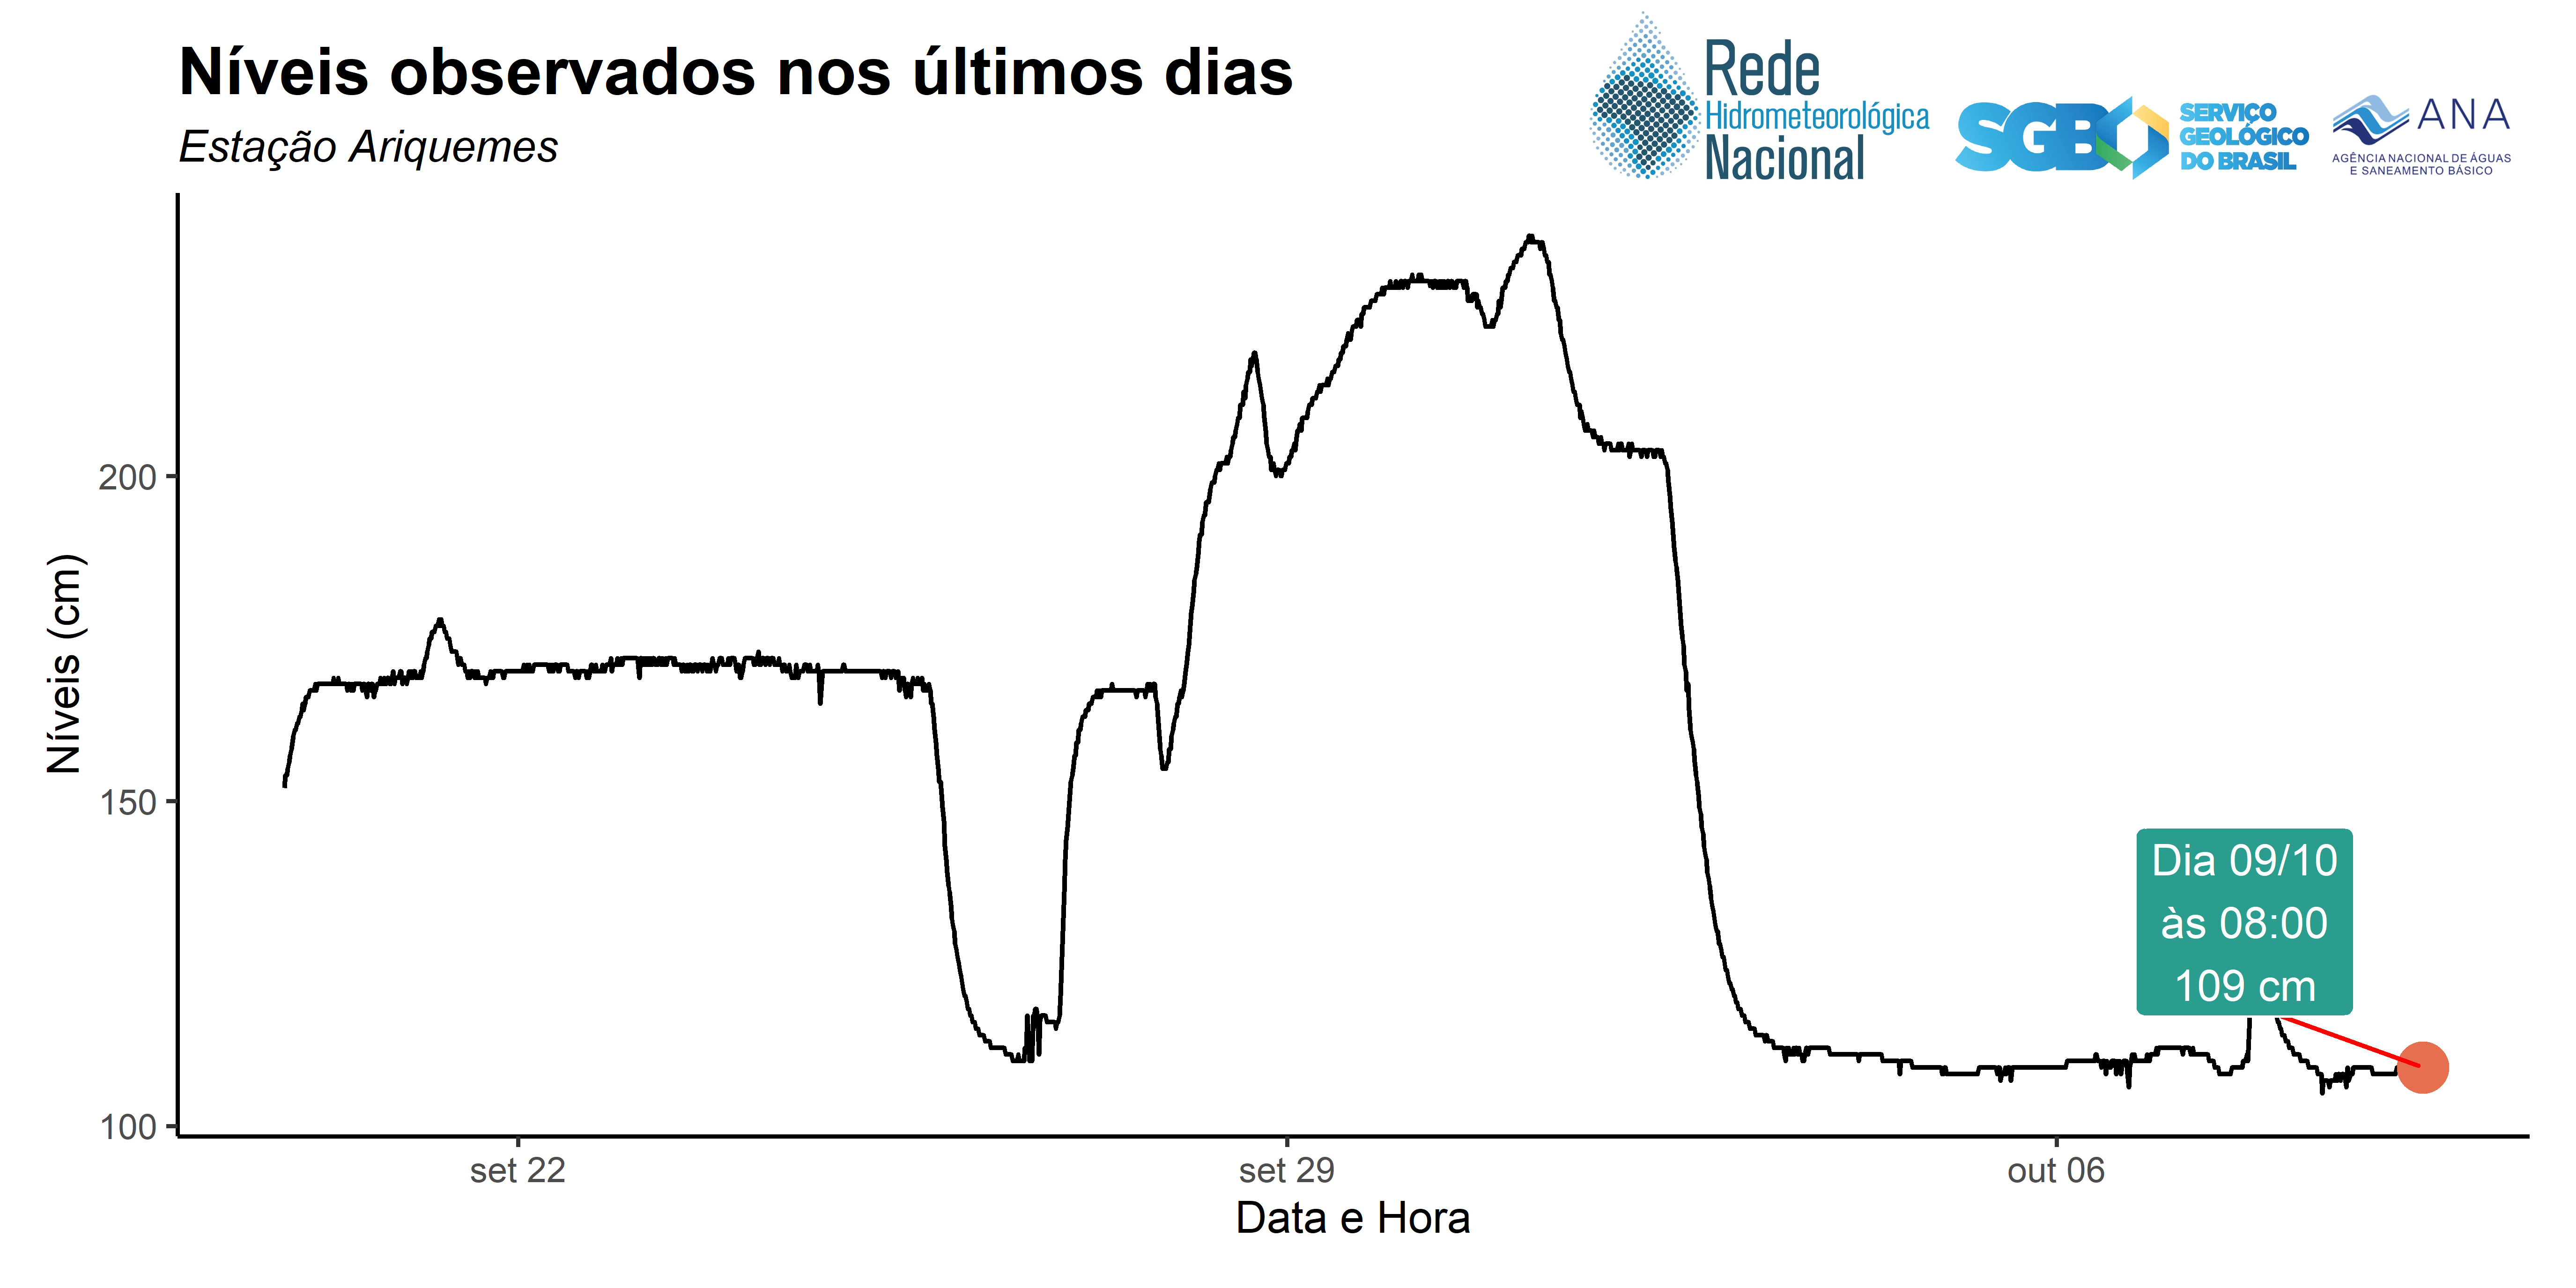 Níveis observados nos últimos dias
Estação Ariquemes
Rede
Hidrometeorológica
Nacional
SGB
SERVIÇO
GEOLÓGICO
DO BRASIL
ANA
AGÊNCIA NACIONAL DE ÁGUAS
E SANEAMENTO BÁSICO
Níveis (cm)
200
150
100
Dia 09/10
às 08:00
109 cm
set 22
set 29
out 06
Data e Hora